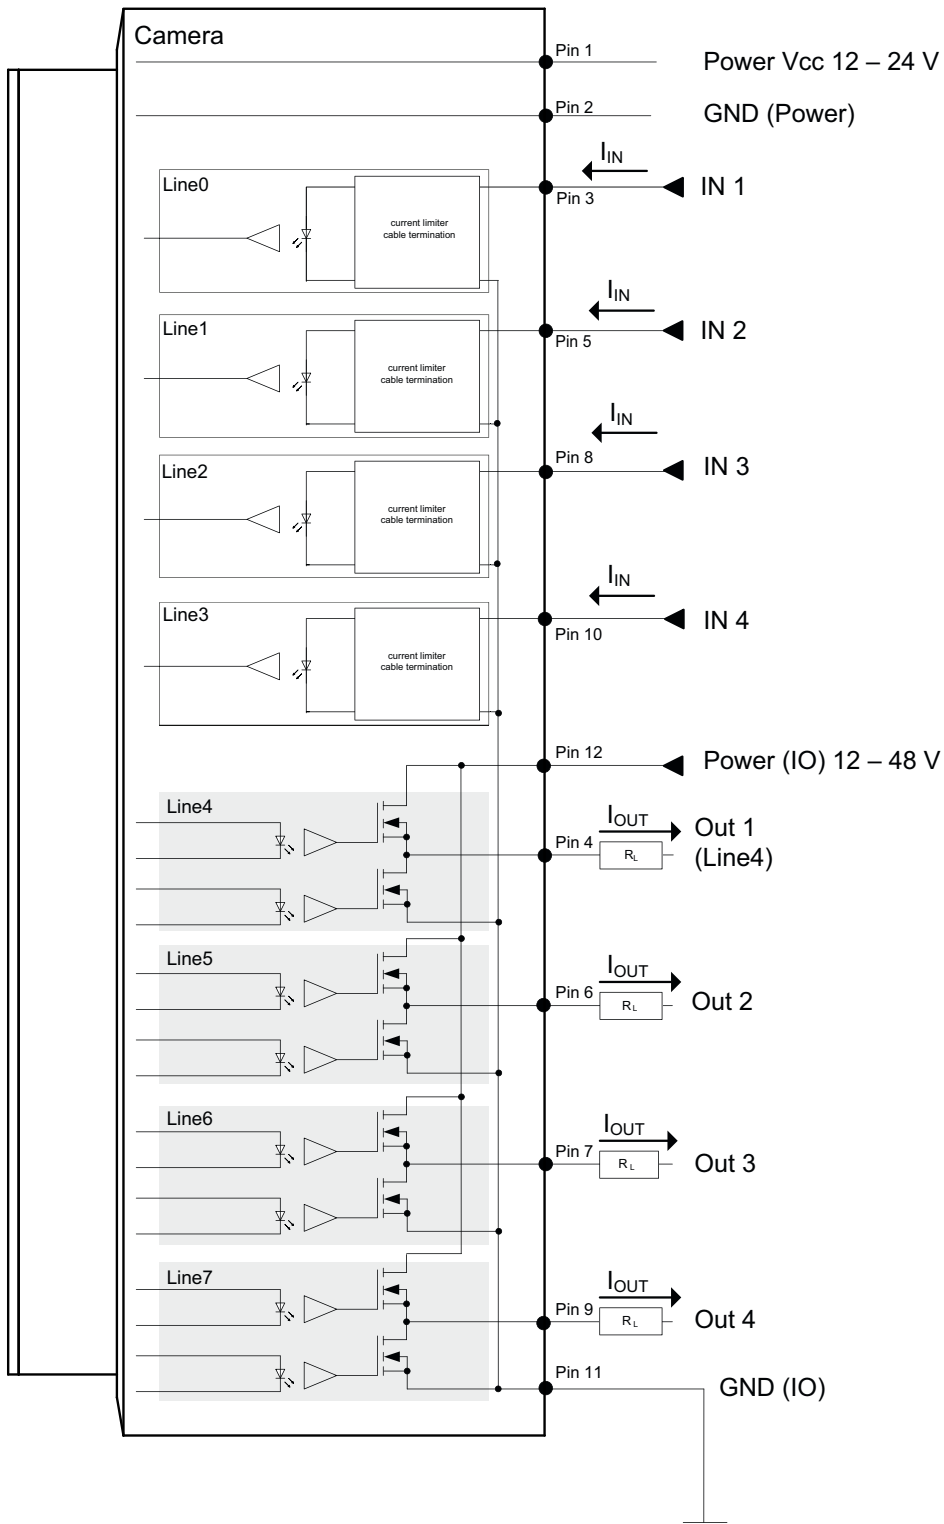 Camera
Pin 1
Power Vcc 12 – 24 V
Pin 2
GND (Power)
Line0
current limiter
cable termination
IIN
Pin 3
IN 1
Line1
current limiter
cable termination
IIN
Pin 5
IN 2
Line2
current limiter
cable termination
IIN
Pin 8
IN 3
Line3
current limiter
cable termination
IIN
Pin 10
IN 4
Pin 12
Power (IO) 12 – 48 V
Line4
Pin 4
IOUT
RL
Out 1
(Line4)
Line5
Pin 6
IOUT
RL
Out 2
Line6
Pin 7
IOUT
RL
Out 3
Line7
Pin 9
IOUT
RL
Out 4
Pin 11
GND (IO)